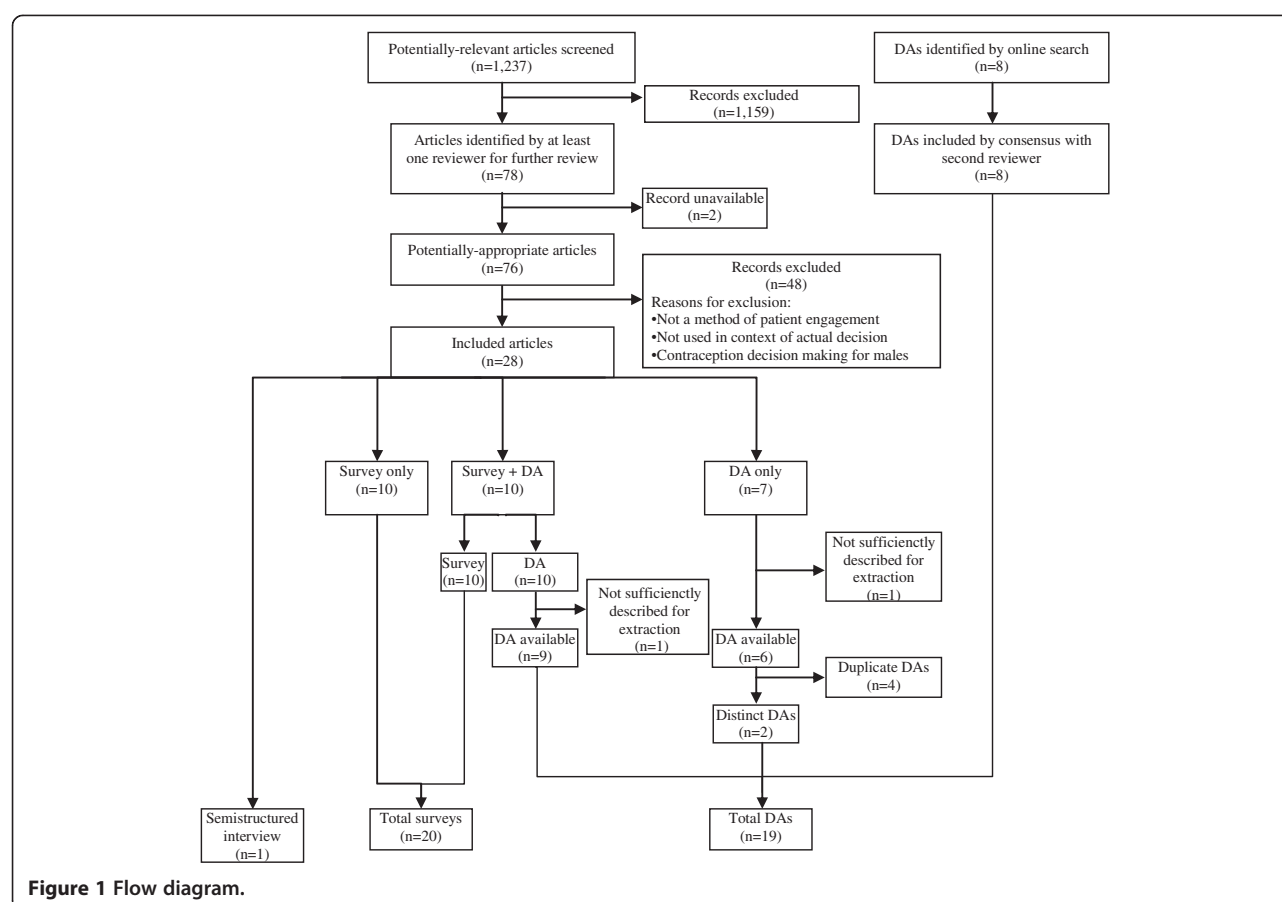 Potentially-relevant articles screened
(n=1,237)
Records excluded
(n=1,159)
Articles identified by at least
one reviewer for further review
(n=78)
Record unavailable
(n=2)
Potentially-appropriate articles
(n=76)
Records excluded
(n=48)
Reasons for exclusion:
•Not a method of patient engagement
•Not used in context of actual decision
•Contraception decision making for males
Included articles
(n=28)
DAs identified by online search
(n=8)
DAs included by consensus with
second reviewer
(n=8)
Survey only
(n=10)
Survey + DA
(n=10)
DA only
(n=7)
Survey
(n=10)
DA
(n=10)
Not sufficienctly
described for
extraction
(n=1)
DA available
(n=9)
Not sufficienctly
described for
extraction
(n=1)
DA available
(n=6)
Duplicate DAs
(n=4)
Distinct DAs
(n=2)
Semistructured
interview
(n=1)
Total surveys
(n=20)
Total DAs
(n=19)
Figure 1 Flow diagram.